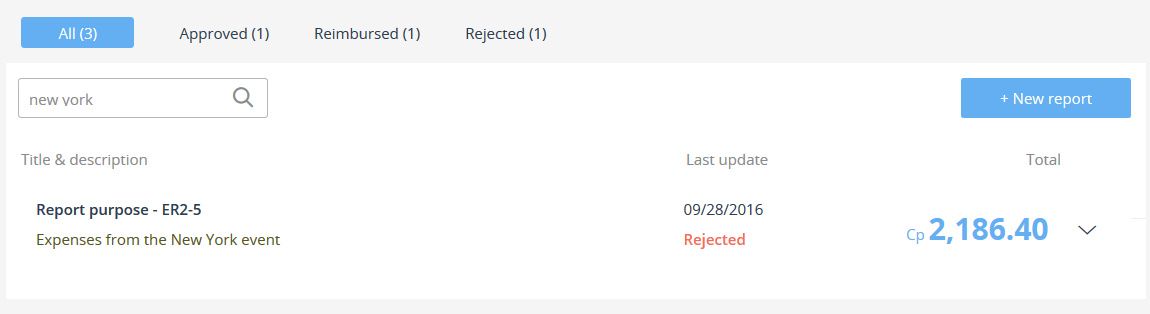 All (3) Approved (1) Reimbursed (1) Rejected (1)
new york + New report
Title & description Last update Total
Report purpose - ER2-5 09/28/2016
Cp 2,186.40
Expenses from the New York event Rejected